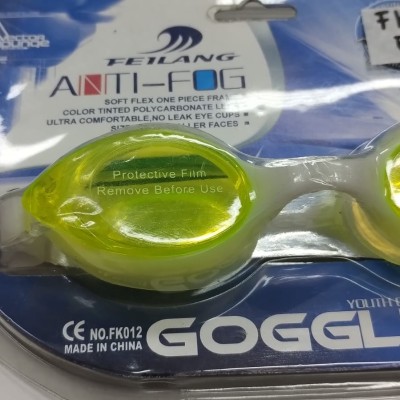 FEILANG
ANTI-FOG
SOFT FLEX ONE PIECE
COLOR TINTED POLYCARBONATE
ULTRA COMFORTABLE, NO LEAK EYE CUPS
FACES
Protective Film
Remove Before Use
YOUTH
CE NO.FK012
MADE IN CHINA
GOGGL